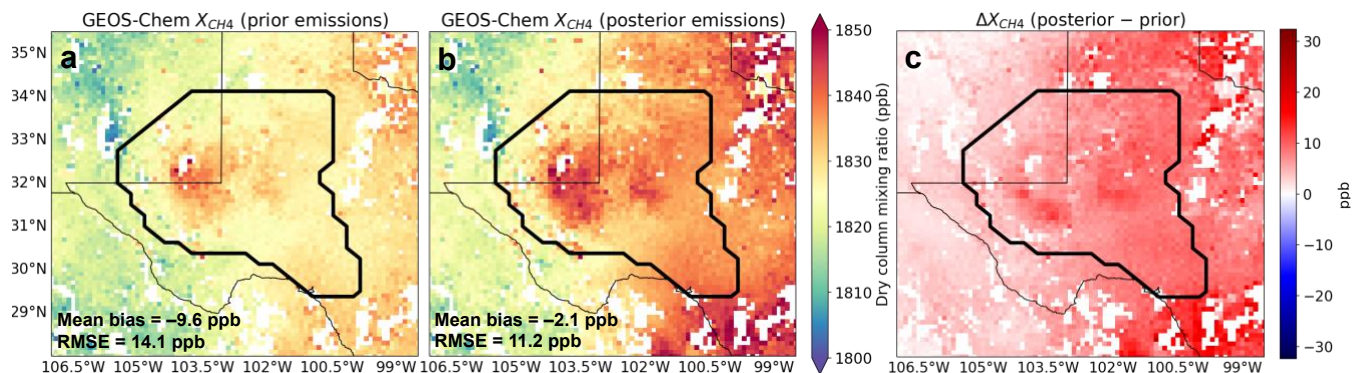 GEOS-Chem XCH4 (prior emissions)
a
35°N
34°N
33°N
32°N
31°N
30°N
29°N
Mean bias = –9.6 ppb
RMSE = 14.1 ppb
106.5°W 105°W 103.5°W 102°W 100.5°W 99°W
GEOS-Chem XCH4 (posterior emissions)
b
Mean bias = –2.1 ppb
RMSE = 11.2 ppb
106.5°W 105°W 103.5°W 102°W 100.5°W 99°W
1850
1840
1830
1820
1810
1800
Dry column mixing ratio (ppb)
ΔXCH4 (posterior − prior)
c
106.5°W 105°W 103.5°W 102°W 100.5°W 99°W
30
20
10
0
−10
−20
−30
ppb